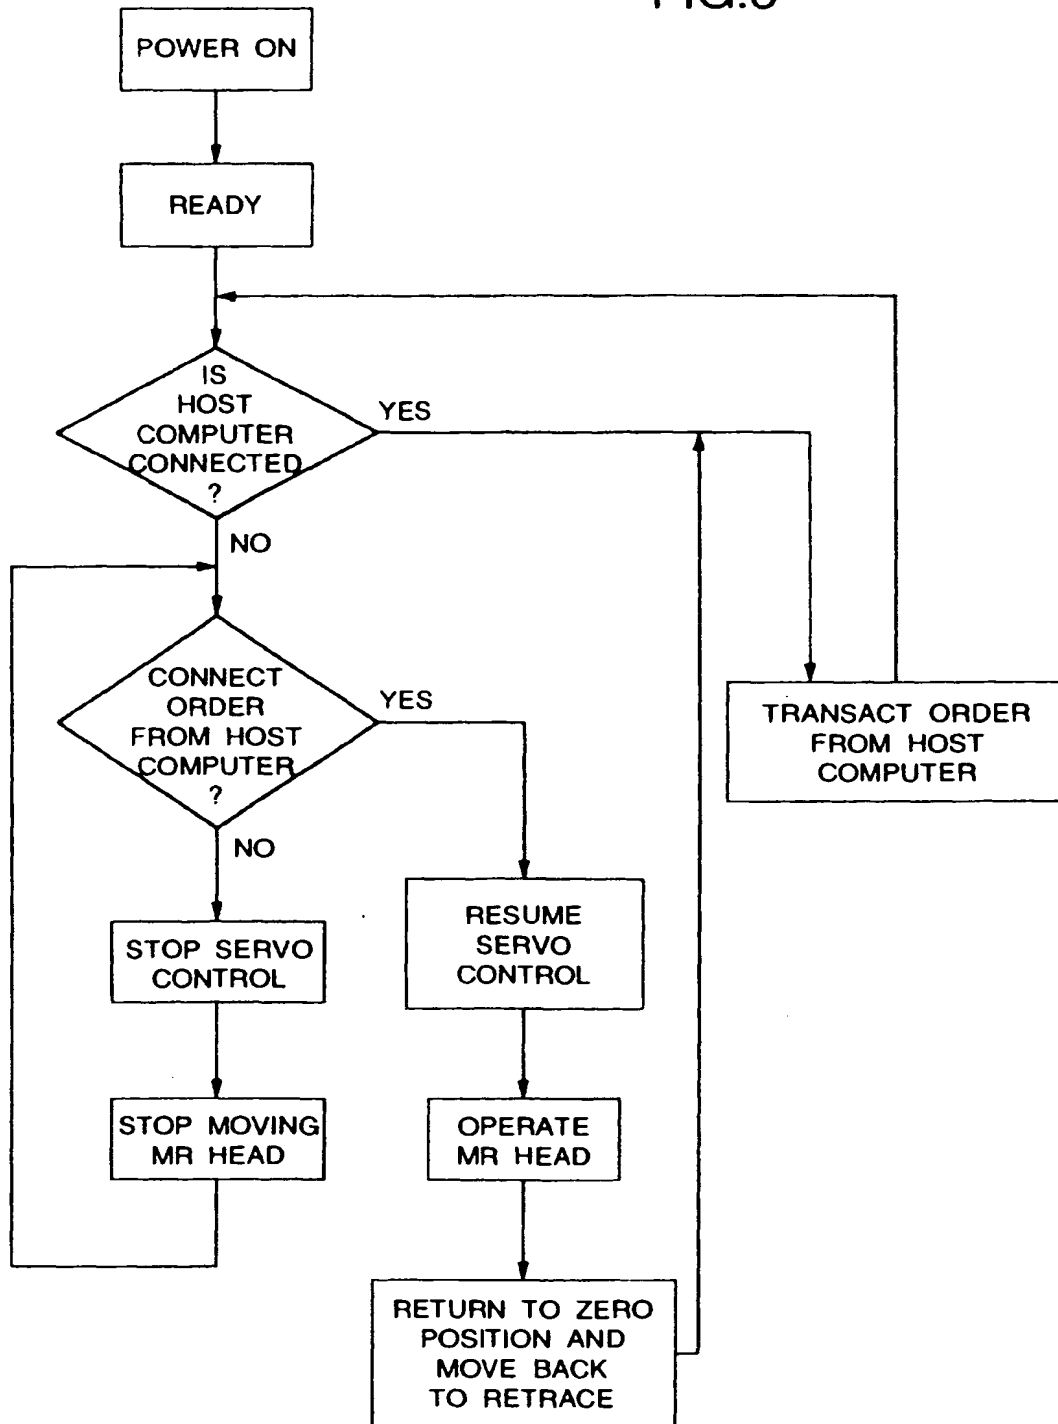 POWER ON
READY
IS
HOST
COMPUTER
CONNECTED
?
YES
NO
CONNECT
ORDER
FROM HOST
COMPUTER
?
YES
NO
TRANSACT ORDER
FROM HOST
COMPUTER
STOP SERVO
CONTROL
RESUME
SERVO
CONTROL
STOP MOVING
MR HEAD
OPERATE
MR HEAD
RETURN TO ZERO
POSITION AND
MOVE BACK
TO RETRACE